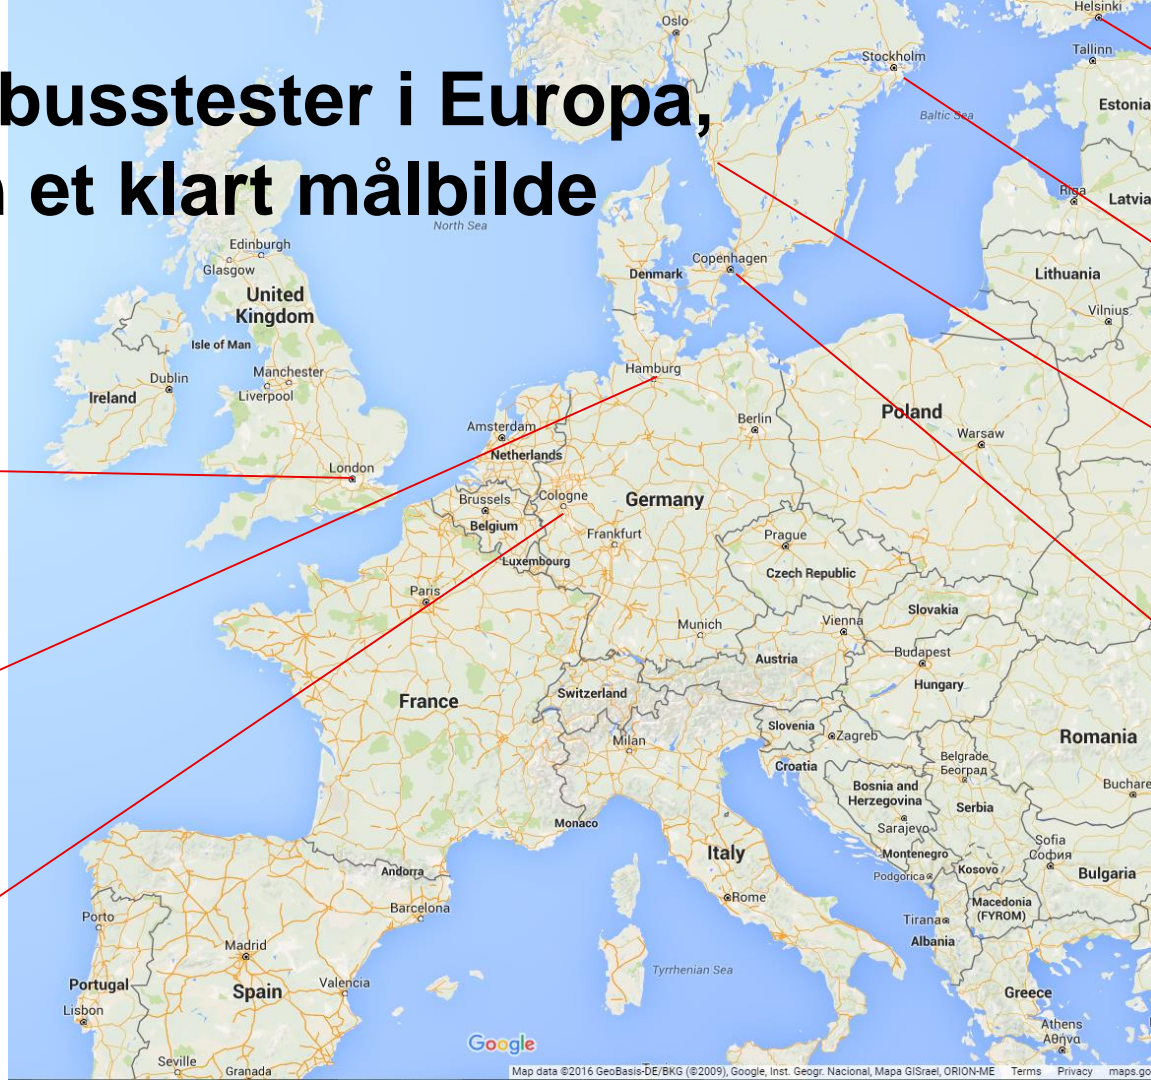 Oslo
Helsinki
Stockholm
Tallinn
busstester i Europa,
Estonia
Baltic Sea
et klart målbilde
Riga
Latvia
North Sea
Edinburgh
Glasgow
Copenhagen
Denmark
Lithuania
United
Kingdom
Vilnius
Isle of Man
Manchester
Dublin
Liverpool
Ireland
Hamburg
Amsterdam
Berlin
Poland
Warsaw
Netherlands
London
Brussels
Cologne
Germany
Belgium
Frankfurt
Prague
Luxembourg
Czech Republic
Paris
Slovakia
Munich
Vienna
Budapest
Austria
Hungary
France
Switzerland
Slovenia
Zagreb
Milan
Romania
Croatia
Belgrade
Београд
Bosnia and
Herzegovina
Buchare
Serbia
Monaco
Sarajevo
Sofia
София
Italy
Montenegro
Andorra
Podgorica
Kosovo
Bulgaria
Rome
Macedonia
(FYROM)
Barcelona
Porto
Tirana
Albania
Madrid
Tyrrhenian Sea
Portugal
Spain
Valencia
Greece
Lisbon
Athens
Αθήνα
Google
Seville
Granada
Map data ©2016 GeoBasis-DE/BKG (©2009), Google, Inst. Geogr. Nacional, Mapa GISrael, ORION-ME Terms Privacy maps.go